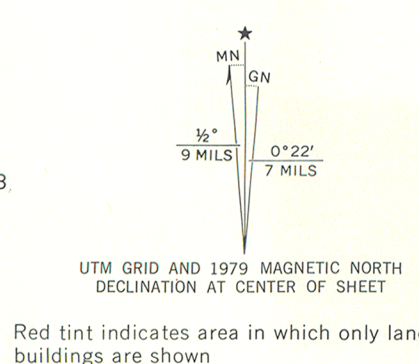 MN
GN
½°
9 MILS
0°22′
7 MILS
3
UTM GRID AND 1979 MAGNETIC NORTH
DECLINATION AT CENTER OF SHEET
Red tint indicates area in which only
buildings are shown